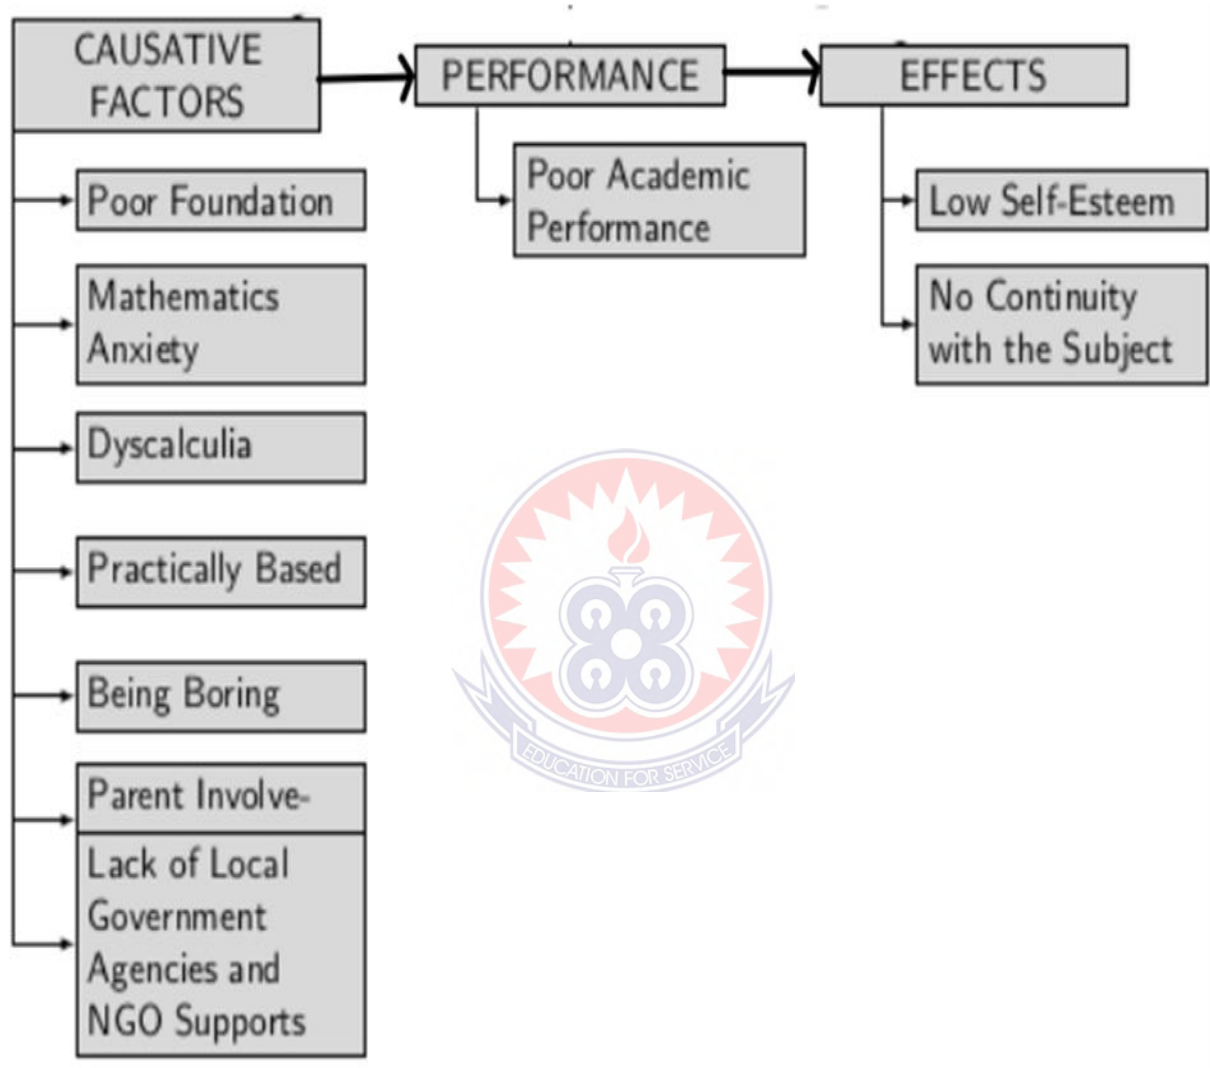 CAUSATIVE
FACTORS
PERFORMANCE
EFFECTS
Poor Foundation
Mathematics
Anxiety
Dyscalculia
Practically Based
Being Boring
Parent Involve-
Lack of Local
Government
Agencies and
NGO Supports
Poor Academic
Performance
Low Self-Esteem
No Continuity
with the Subject
EDUCATION FOR SERVICE